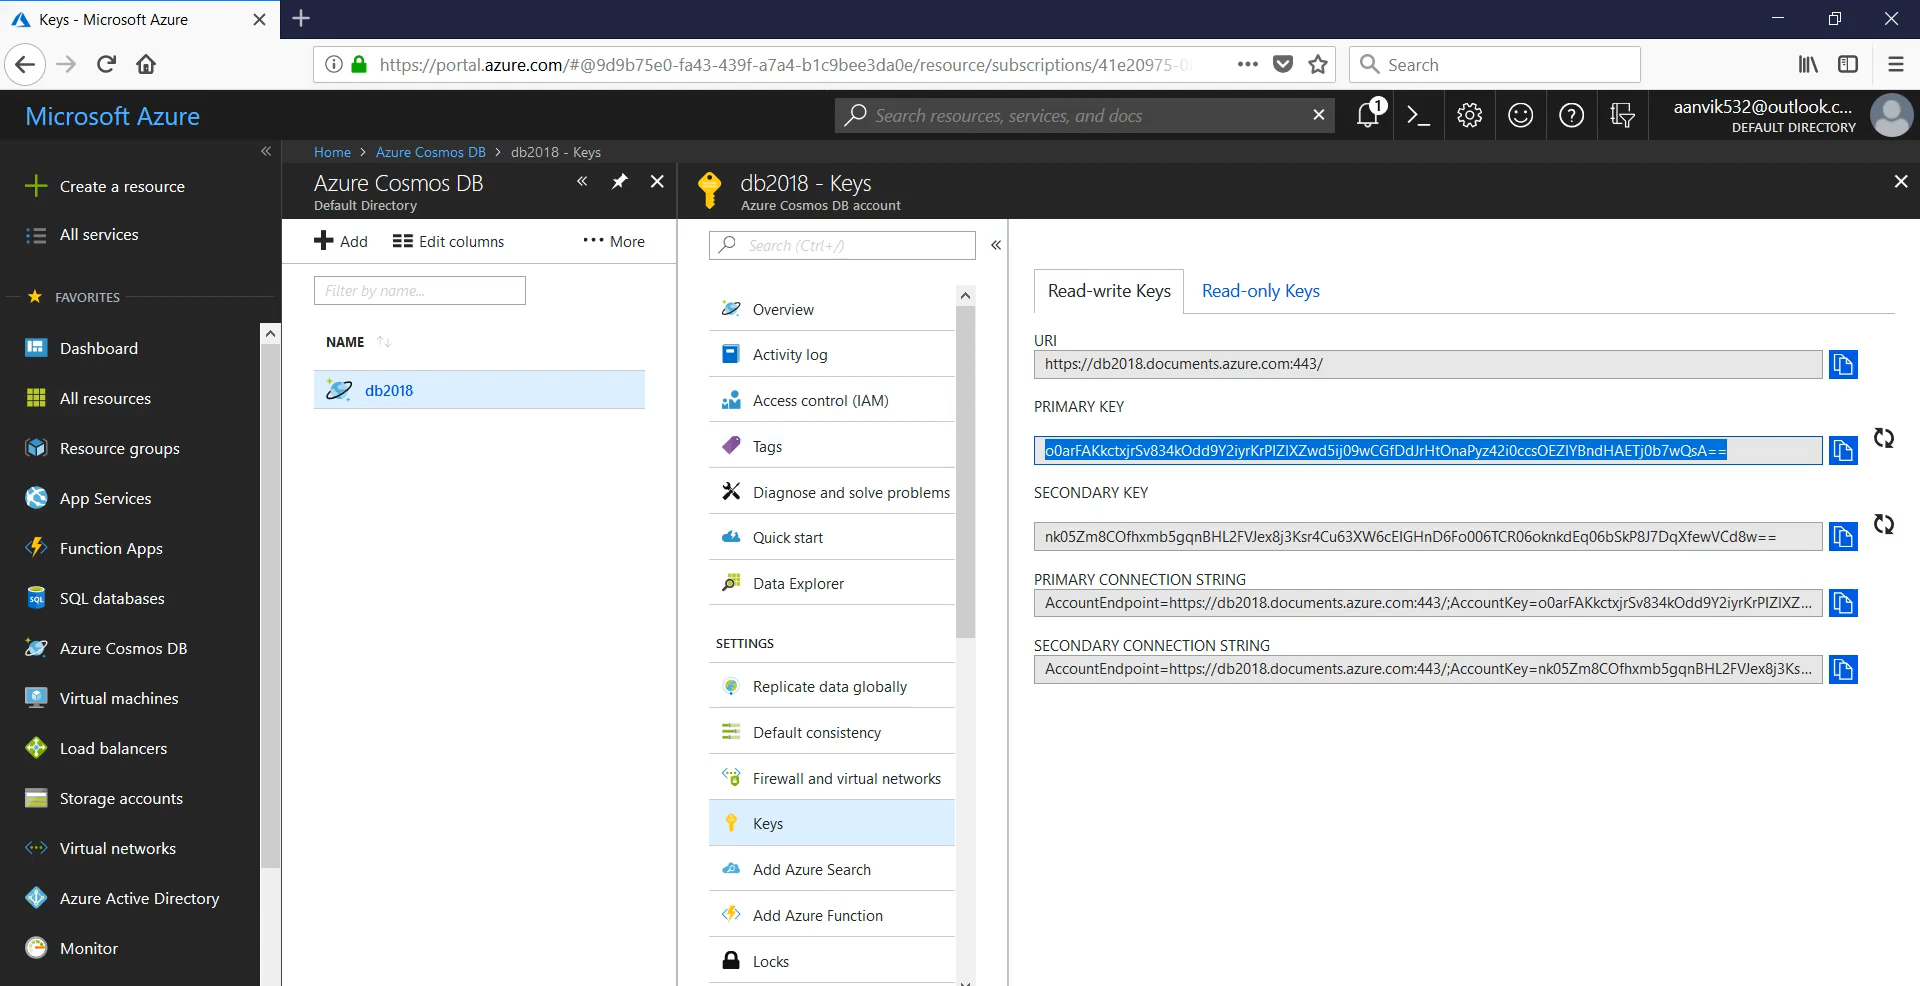 Keys - Microsoft Azure
https://portal.azure.com/#@9d9b75e0-fa43-439f-a7a4-b1c9bee3da0e/resource/subscriptions/41e20975-0
Search
Microsoft Azure
Search resources, services, and docs
1
aanvik532@outlook.c...
DEFAULT DIRECTORY
Home > Azure Cosmos DB > db2018 - Keys
Create a resource
All services
FAVORITES
Dashboard
All resources
Resource groups
App Services
Function Apps
SQL databases
Azure Cosmos DB
Virtual machines
Load balancers
Storage accounts
Virtual networks
Azure Active Directory
Monitor
Azure Cosmos DB
Default Directory
Add
Edit columns
More
Filter by name...
NAME
db2018
db2018 - Keys
Azure Cosmos DB account
Search (Ctrl+/)
Overview
Activity log
Access control (IAM)
Tags
Diagnose and solve problems
Quick start
Data Explorer
SETTINGS
Replicate data globally
Default consistency
Firewall and virtual networks
Keys
Add Azure Search
Add Azure Function
Locks
Read-write Keys
Read-only Keys
URI
https://db2018.documents.azure.com:443/
PRIMARY KEY
o0arFAKkctxjrSv834kOdd9Y2iyrKrPIZlXZwd5ij09wCGfDdJrHtOnaPyz42i0ccsOEZIYBndHAETj0b7wQsA==
SECONDARY KEY
nk05Zm8COfhxmb5gqnBHL2FVJex8j3Ksr4Cu63XW6cEIGHnD6Fo006TCR06oknkdEq06bSkP8J7DqXfewVCd8w==
PRIMARY CONNECTION STRING
AccountEndpoint=https://db2018.documents.azure.com:443/;AccountKey=o0arFAKkctxjrSv834kOdd9Y2iyrKrPIZlXZ...
SECONDARY CONNECTION STRING
AccountEndpoint=https://db2018.documents.azure.com:443/;AccountKey=nk05Zm8COfhxmb5gqnBHL2FVJex8j3Ks...